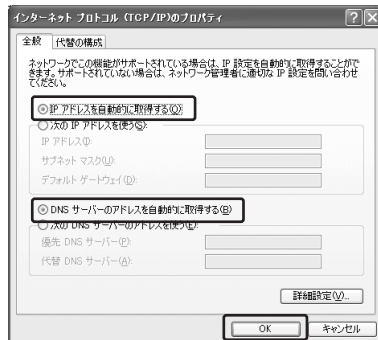 インターネット プロトコル (TCP/IP)のプロパティ
全般
代替の構成
ネットワークでこの機能がサポートされている場合は、IP 設定を自動的に取得することがで
きます。サポートされていない場合は、ネットワーク管理者に適切な IP 設定を問い合わせ
てください。
IP アドレスを自動的に取得する(O)
次の IP アドレスを使う(S):
IP アドレス(I):
サブネット マスク(U):
デフォルト ゲートウェイ(D):
DNS サーバーのアドレスを自動的に取得する(B)
次の DNS サーバーのアドレスを使う(E):
優先 DNS サーバー(P):
代替 DNS サーバー(A):
詳細設定(V)...
OK
キャンセル